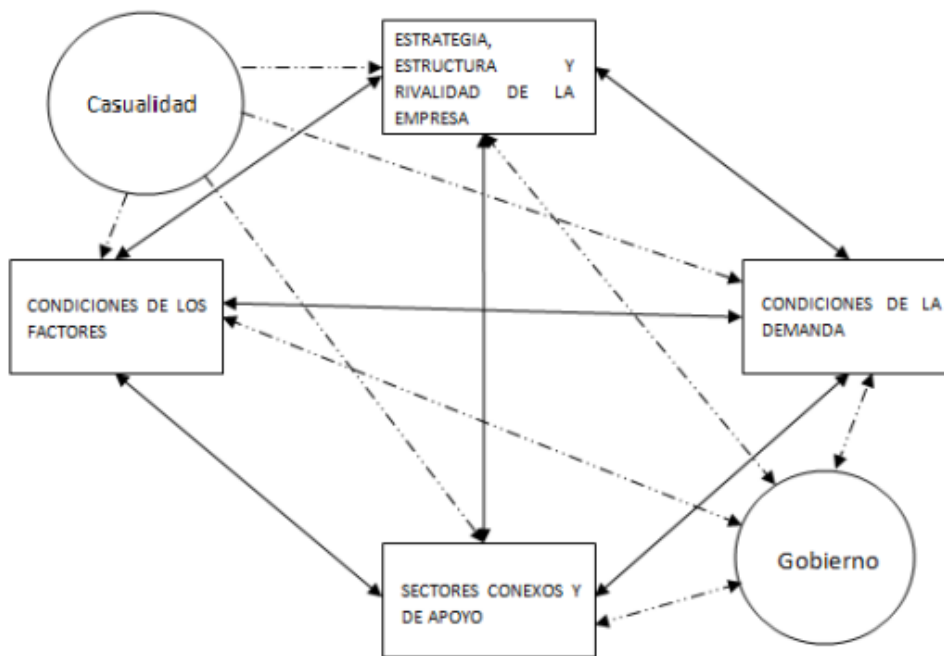 ESTRATEGIA,
ESTRUCTURA Y
RIVALIDAD DE LA
EMPRESA
Casualidad
CONDICIONES DE LOS
FACTORES
CONDICIONES DE LA
DEMANDA
SECTORES CONEXOS Y
DE APOYO
Gobierno